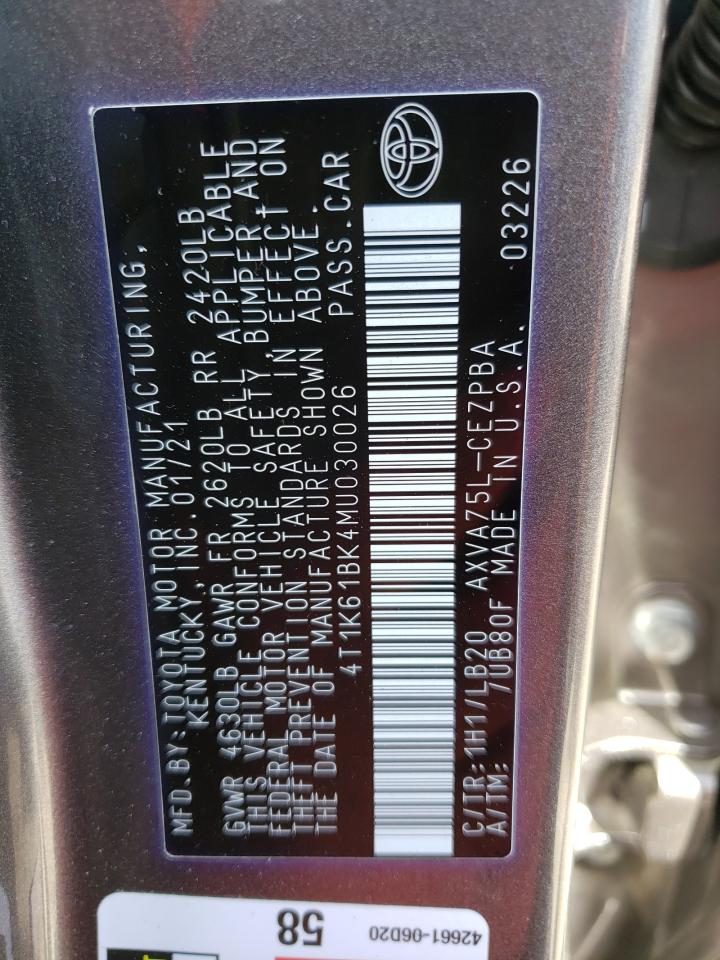 MFD.BY:TOYOTA MOTOR MANUFACTURING,
KENTUCKY, INC.01/21
GVWR 4630LB GAWR FR 2620LB RR 2420LB
THIS VEHICLE CONFORMS TO ALL APPLICABLE
FEDERAL MOTOR VEHICLE SAFETY,BUMPER,AND
THEFT PREVENTION STANDARDS IN EFFECT ON
THE DATE OF MANUFACTURE SHOWN ABOVE.
4T1K61BK4MU030026 PASS.CAR
C/TR:1H1/LB20 AXVA75L-CEZPBA 03226
A/TM: 7UB80F MADE IN U.S.A.
58
42661-06D20